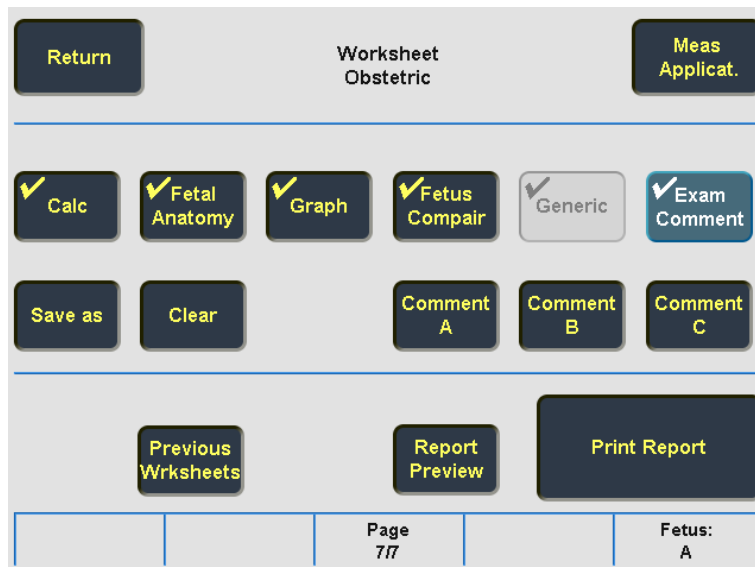 Return
Worksheet
Obstetric
Meas
Applicat.
Calc
Fetal
Anatomy
Graph
Fetus
Compair
Generic
Exam
Comment
Save as
Clear
Comment
A
Comment
B
Comment
C
Previous
Wrksheets
Report
Preview
Print Report
Page
7/7
Fetus:
A